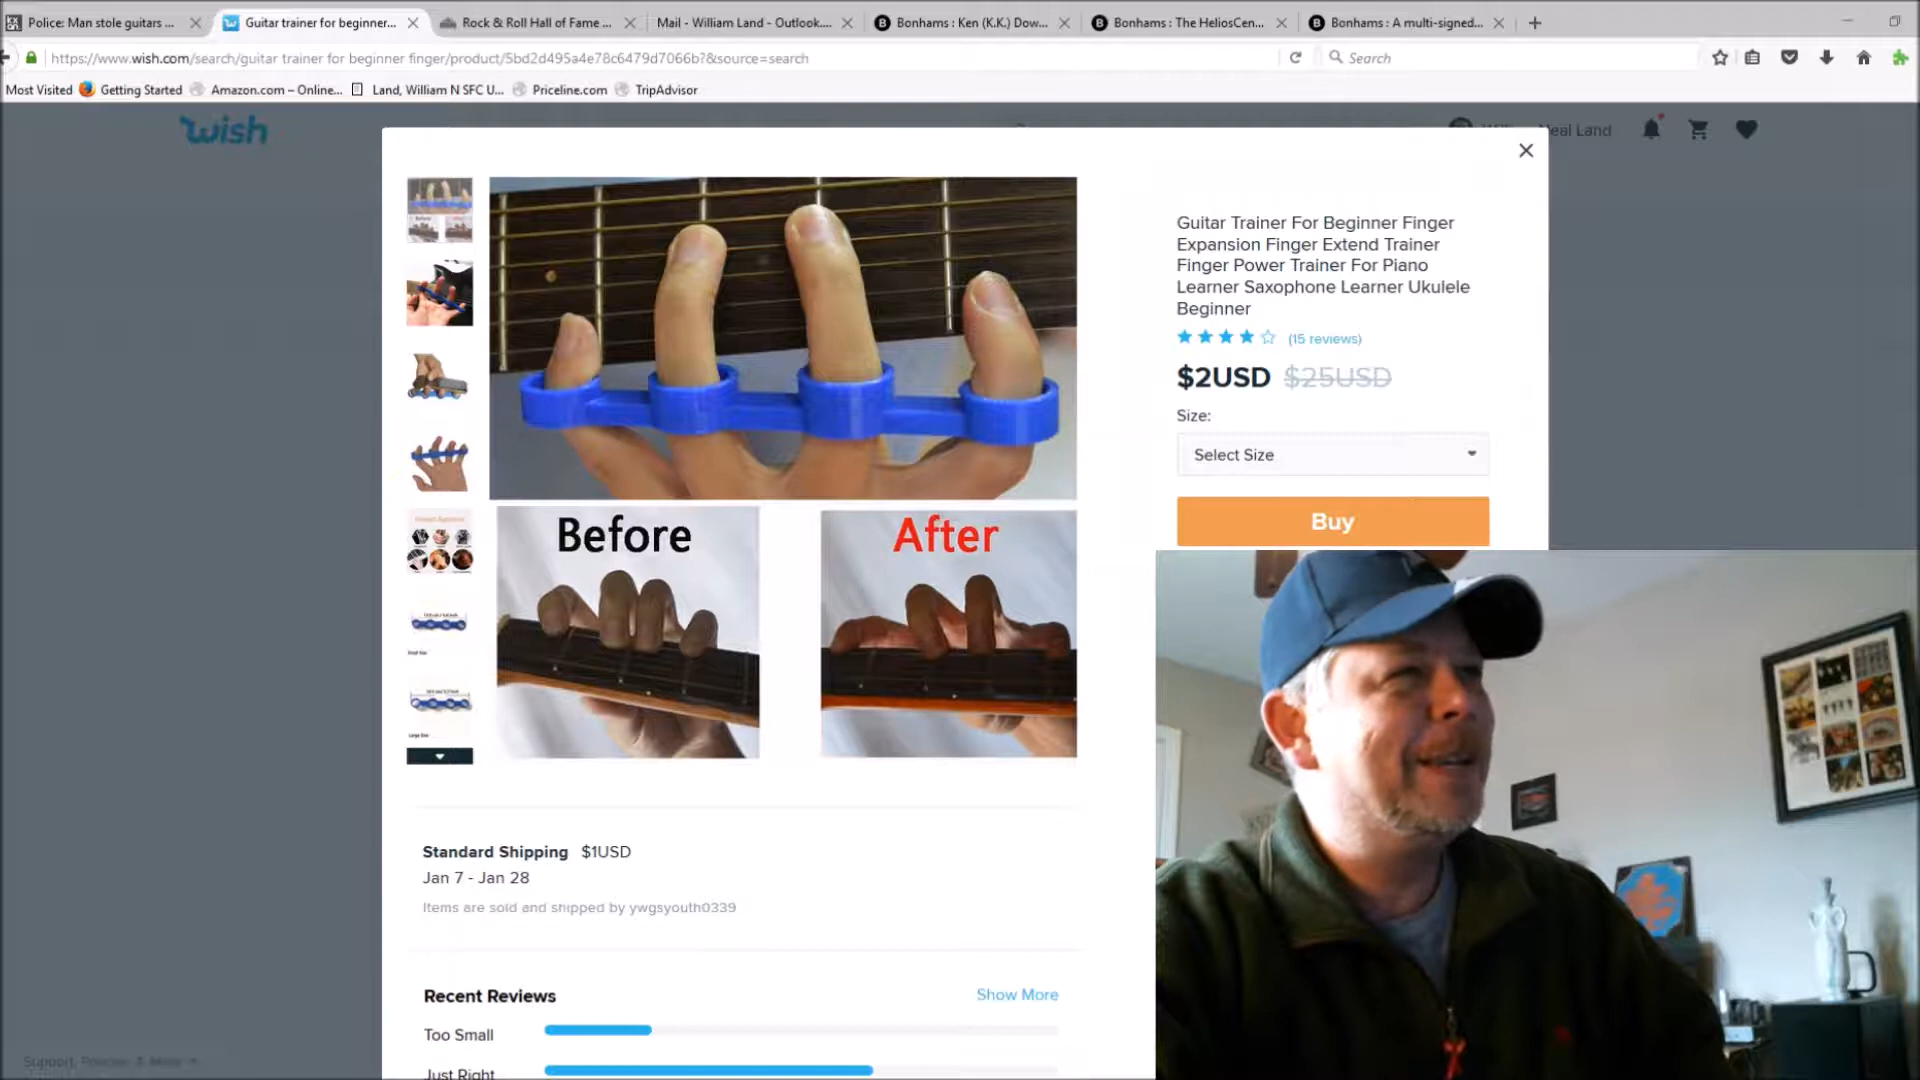 Police: Man stole guitars ...
Guitar trainer for beginner...
Rock & Roll Hall of Fame ...
Mail - William Land - Outlook....
Bonhams : Ken (K.K.) Dow...
Bonhams : The HeliosCen...
Bonhams : A multi-signed...
https://www.wish.com/search/guitar trainer for beginner finger/product/5bd2d495a4e78c6479d7066b?&source=search
Search
Most Visited
Getting Started
Amazon.com – Online...
Land, William N SFC U...
Priceline.com
TripAdvisor
wish
Neal Land
Guitar Trainer For Beginner Finger
Expansion Finger Extend Trainer
Finger Power Trainer For Piano
Learner Saxophone Learner Ukulele
Beginner
(15 reviews)
$2USD $25USD
Size:
Select Size
Buy
Before
After
Standard Shipping $1USD
Jan 7 - Jan 28
Items are sold and shipped by ywgsyouth0339
Recent Reviews
Show More
Too Small
Just Right